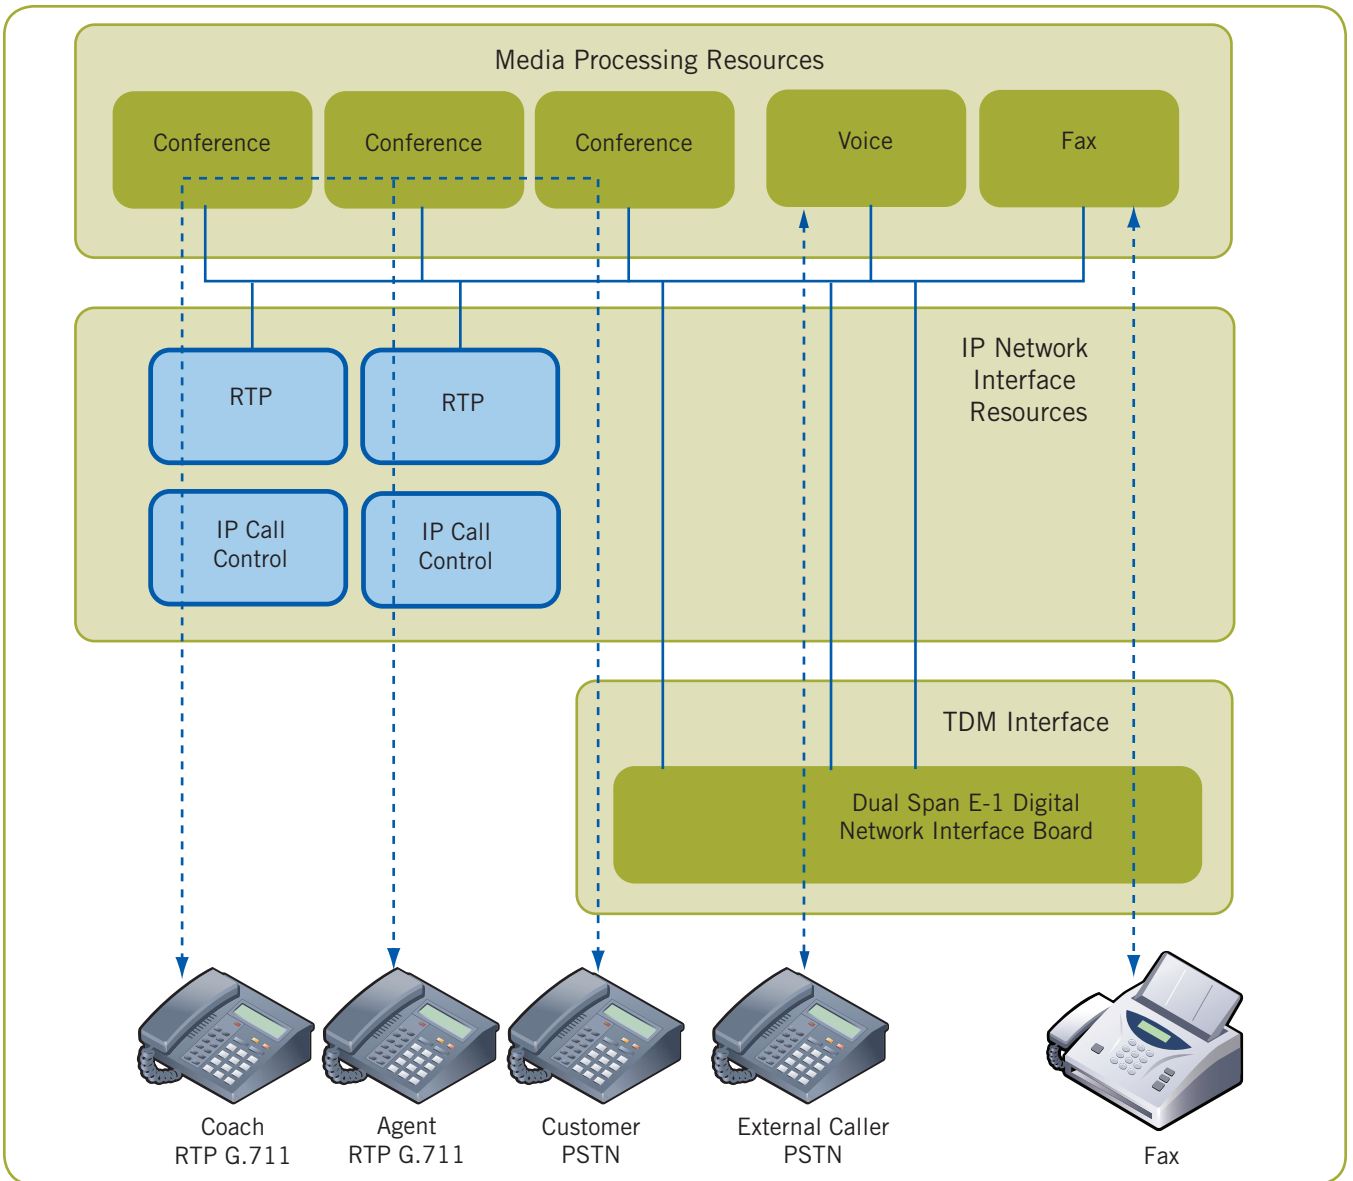 Media Processing Resources
Conference
Conference
Conference
Voice
Fax
IP Network
Interface
Resources
RTP
RTP
IP Call
Control
IP Call
Control
TDM Interface
Dual Span E-1 Digital
Network Interface Board
Coach
RTP G.711
Agent
RTP G.711
Customer
PSTN
External Caller
PSTN
Fax